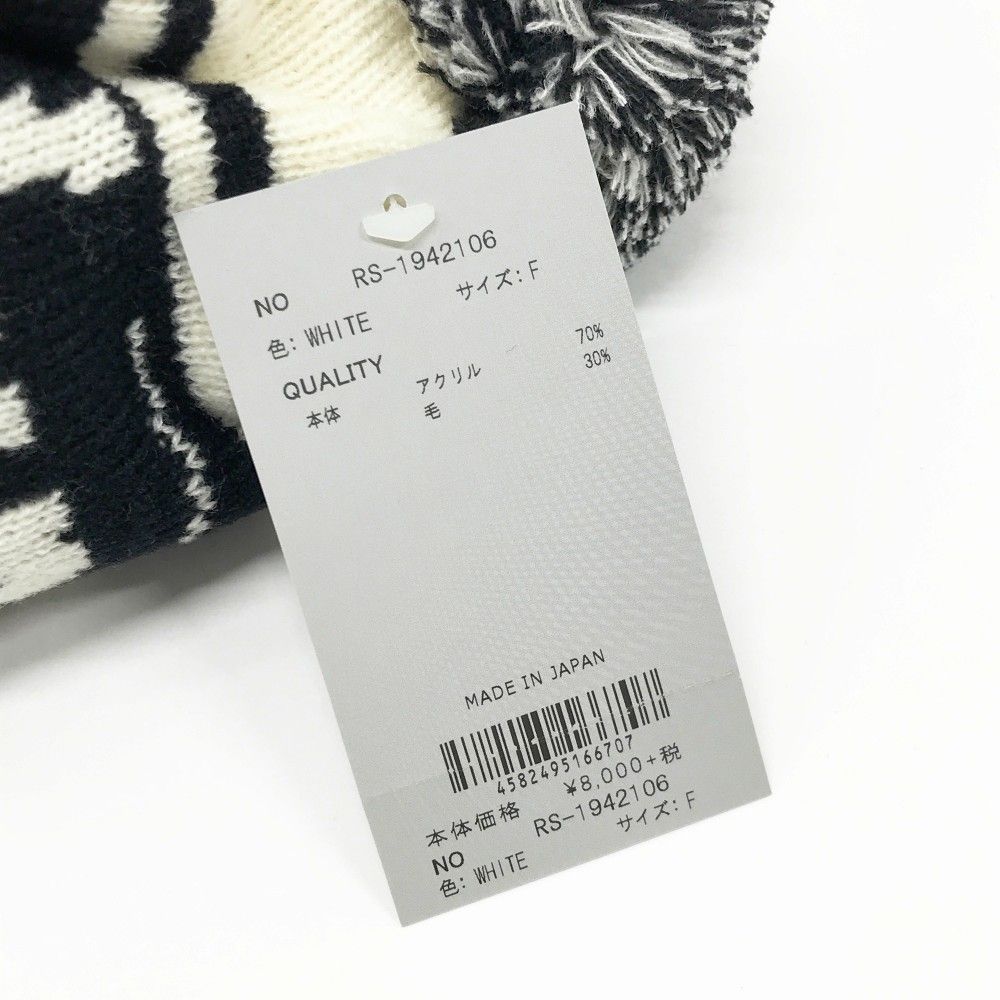 NO RS-1942106
色: WHITE サイズ: F
QUALITY
本体 アクリル 70%
毛 30%
MADE IN JAPAN
4582495166707
本体価格 ¥8,000+税
NO RS-1942106
色: WHITE サイズ: F